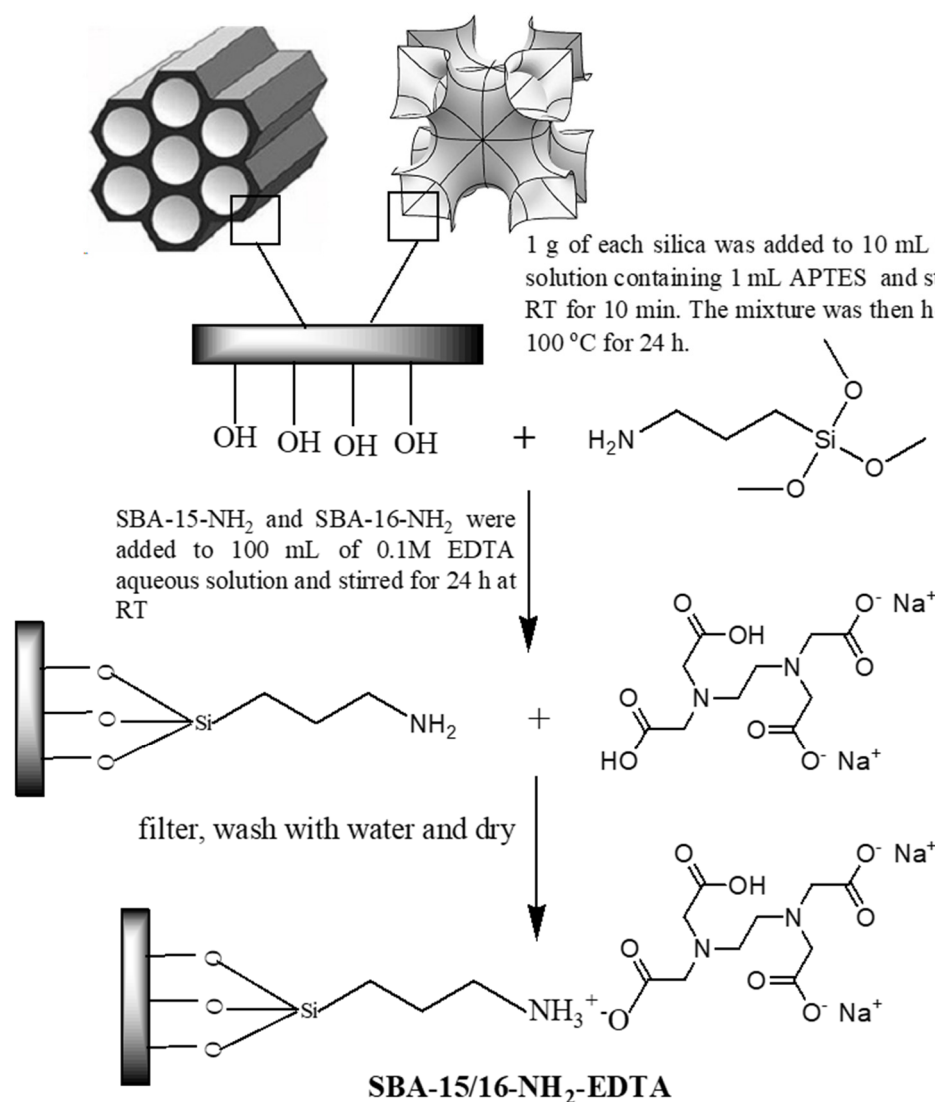 1 g of each silica was added to 10 mL
solution containing 1 mL APTES and
RT for 10 min. The mixture was then
100 °C for 24 h.
OH OH OH OH
+
H₂N
Si
O
O
O
SBA-15-NH₂ and SBA-16-NH₂ were
added to 100 mL of 0.1M EDTA
aqueous solution and stirred for 24 h at
RT
O
O
O
Si
NH₂
+
O
OH
N
O
HO
N
O⁻ Na⁺
O
O
O⁻ Na⁺
filter, wash with water and dry
O
O
O
Si
NH₃⁺
⁻O
O
O
OH
N
N
O⁻ Na⁺
O
O
O⁻ Na⁺
SBA-15/16-NH₂-EDTA